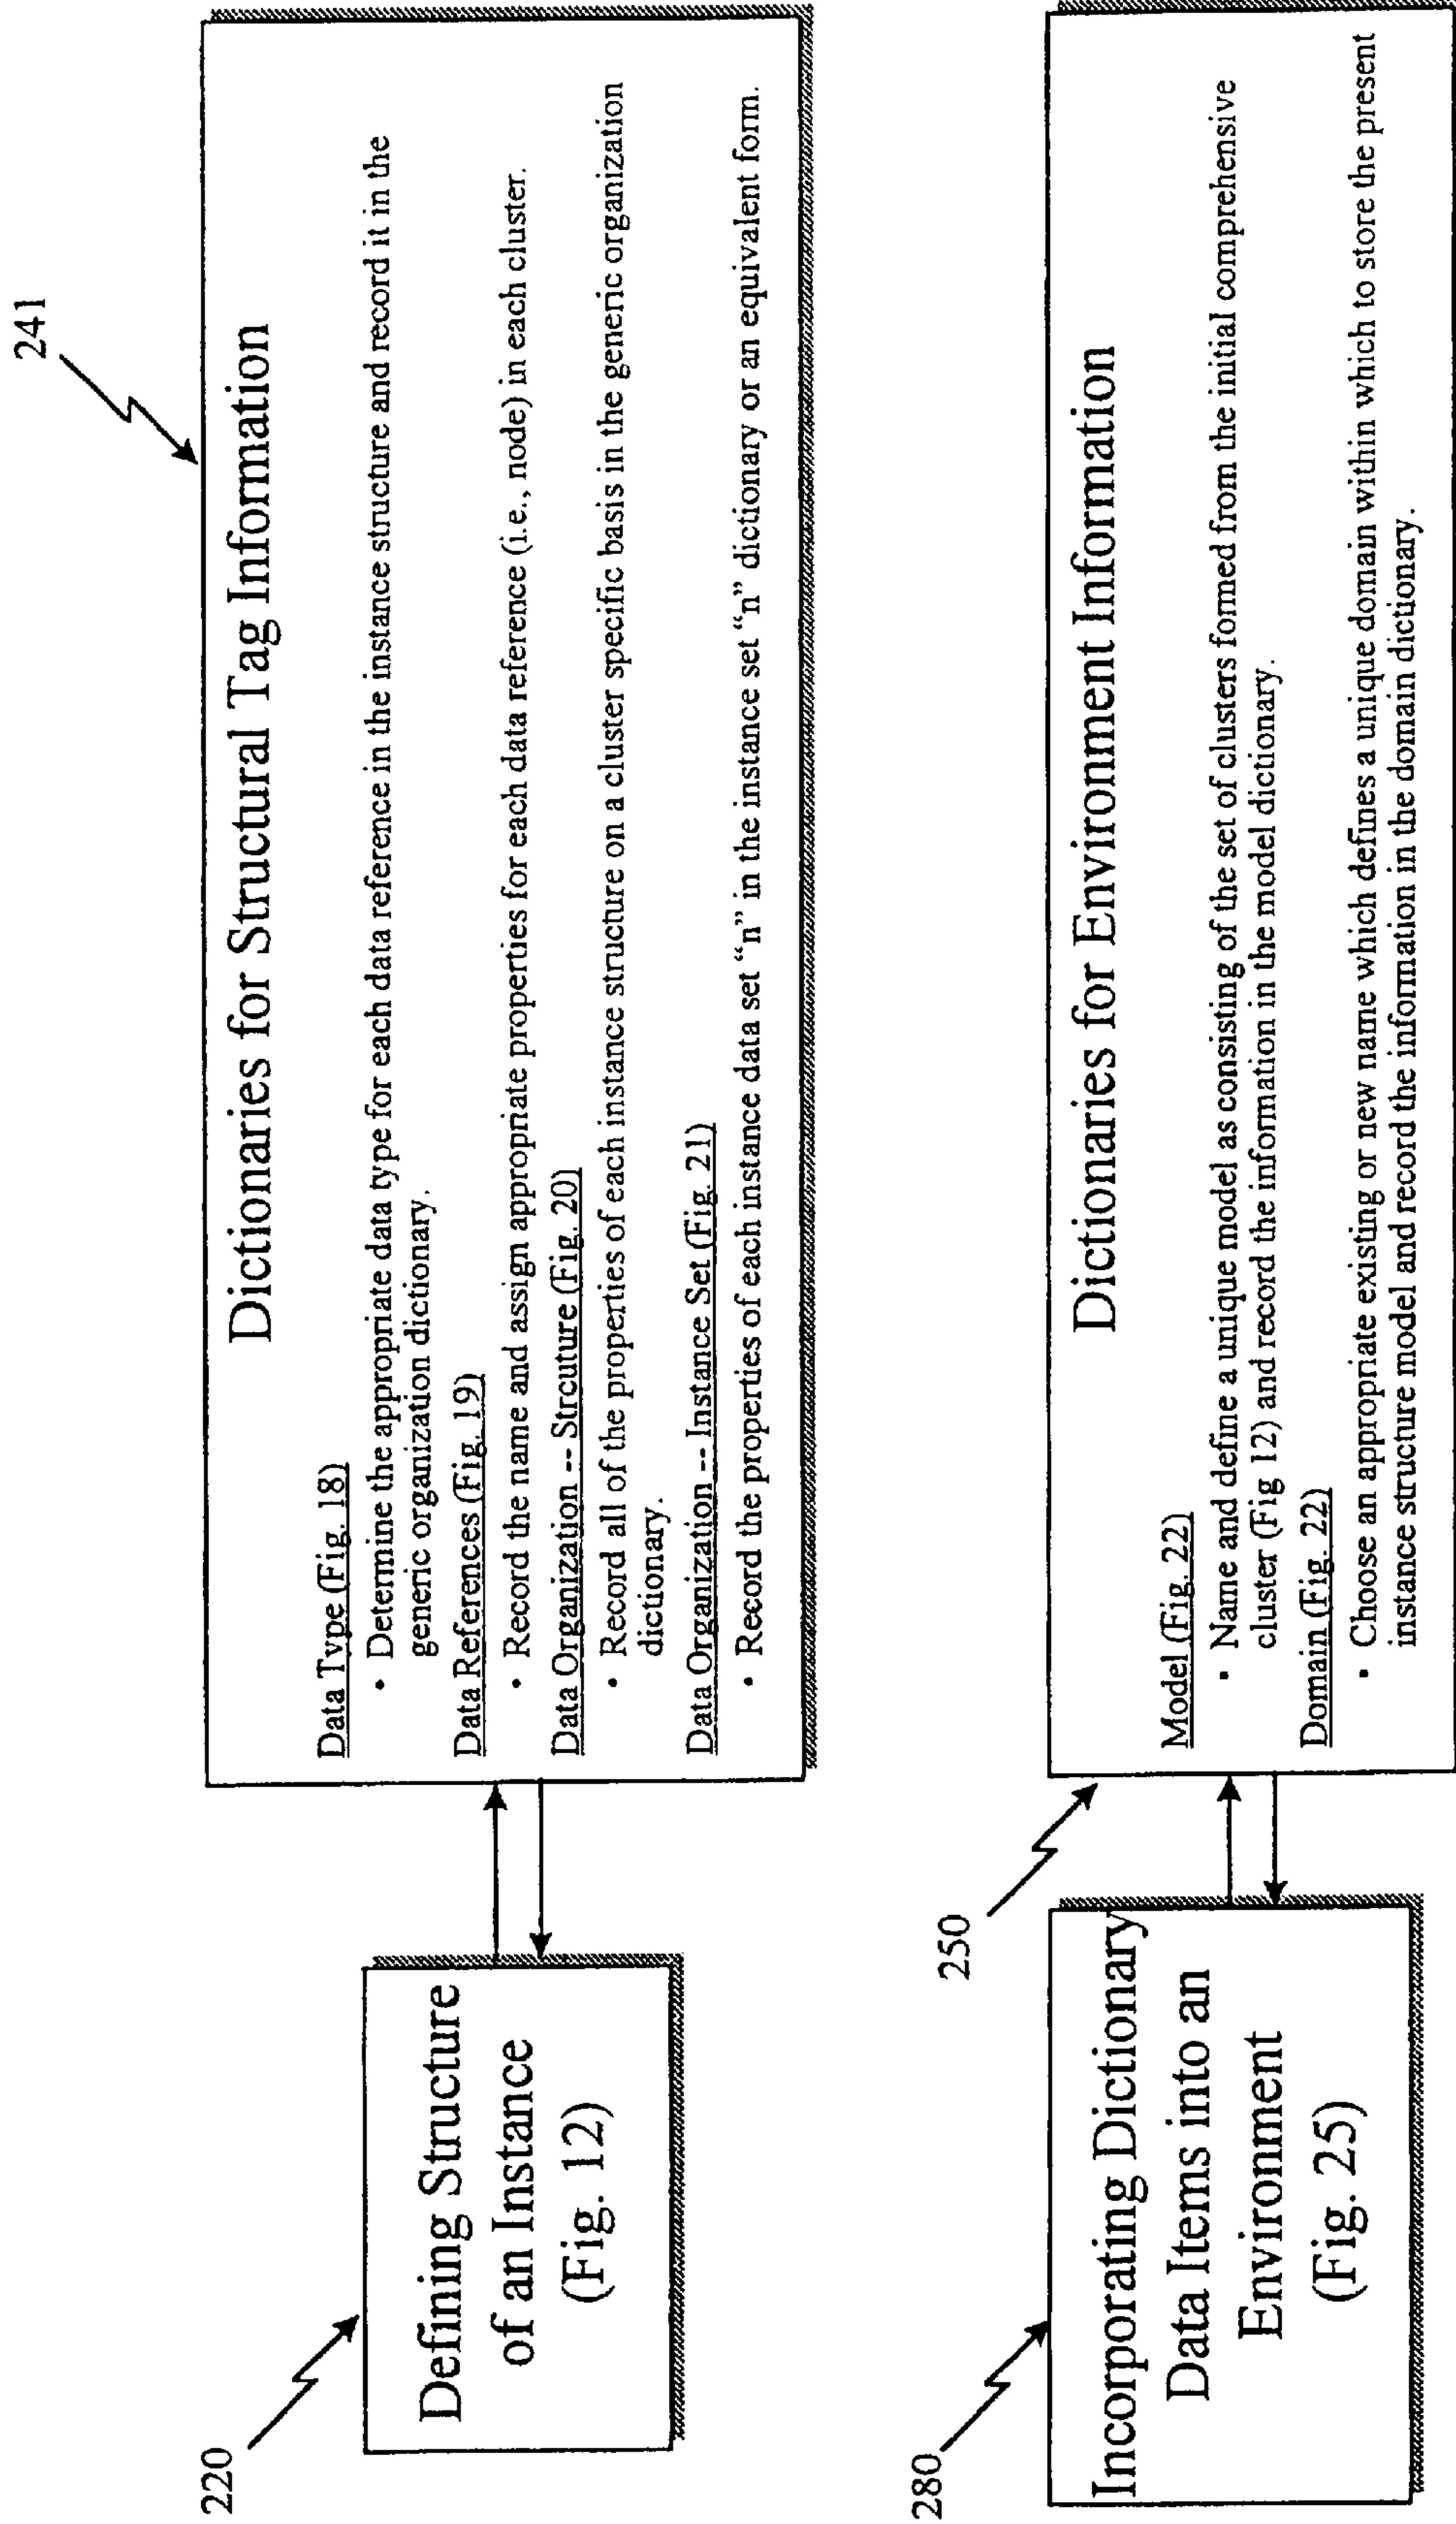 241
Dictionaries for Structural Tag Information
Data Type (Fig. 18)
• Determine the appropriate data type for each data reference in the instance structure and record it in the
generic organization dictionary.
Data References (Fig. 19)
• Record the name and assign appropriate properties for each data reference (i.e., node) in each cluster.
Data Organization -- Strcuture (Fig. 20)
• Record all of the properties of each instance structure on a cluster specific basis in the generic organization
dictionary.
Data Organization -- Instance Set (Fig. 21)
• Record the properties of each instance data set “n” in the instance set “n” dictionary or an equivalent form.
220
Defining Structure
of an Instance
(Fig. 12)
250
Dictionaries for Environment Information
Model (Fig. 22)
• Name and define a unique model as consisting of the set of clusters formed from the initial comprehensive
cluster (Fig 12) and record the information in the model dictionary.
Domain (Fig. 22)
• Choose an appropriate existing or new name which defines a unique domain within which to store the present
instance structure model and record the information in the domain dictionary.
280
Incorporating Dictionary
Data Items into an
Environment
(Fig. 25)